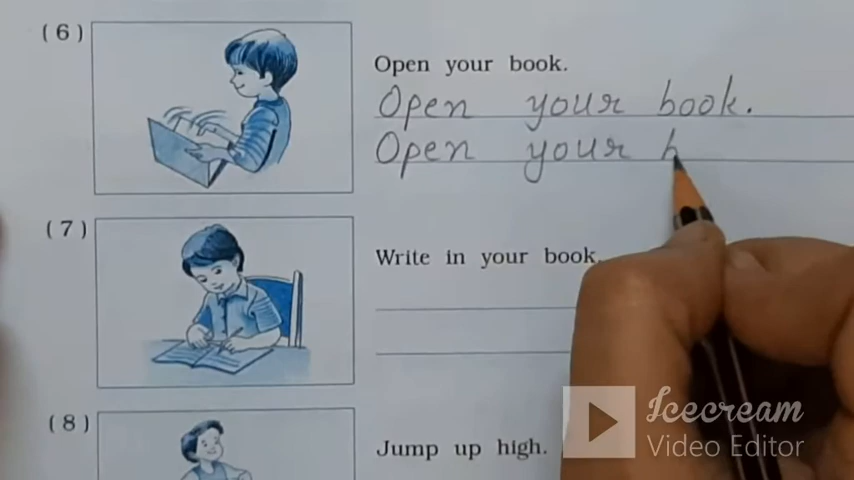 (6)
Open your book.
Open your book.
Open your
(7)
Write in your book.
(8)
Jump up high.
Icecream
Video Editor